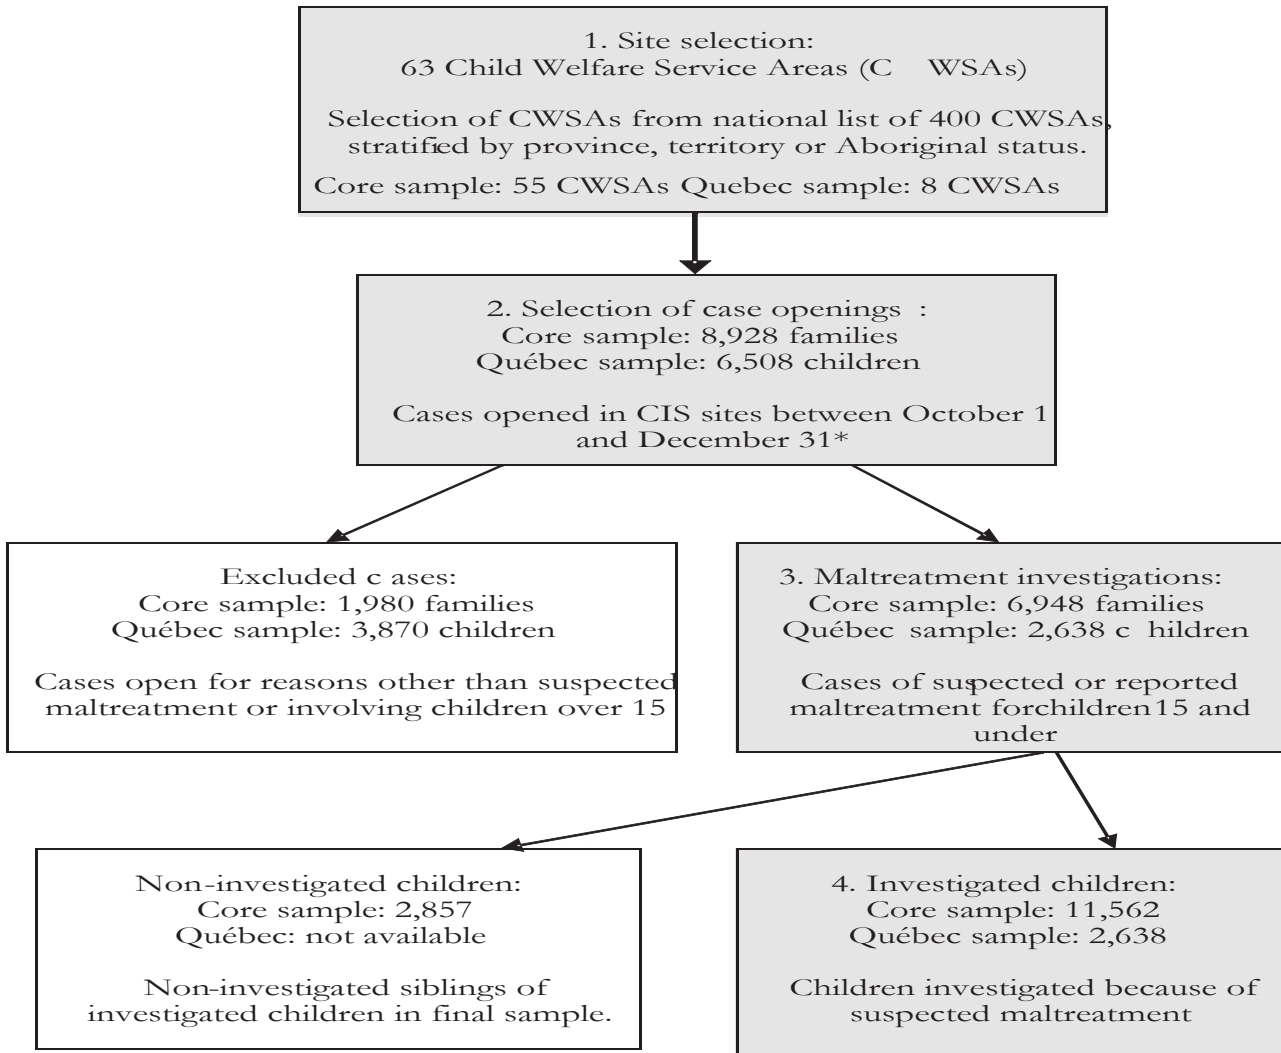 1. Site selection:
63 Child Welfare Service Areas (C WSAs)
Selection of CWSAs from national list of 400 CWSAs,
stratified by province, territory or Aboriginal status.
Core sample: 55 CWSAs Quebec sample: 8 CWSAs
2. Selection of case openings :
Core sample: 8,928 families
Québec sample: 6,508 children
Cases opened in CIS sites between October 1
and December 31*
Excluded c ases:
Core sample: 1,980 families
Québec sample: 3,870 children
Cases open for reasons other than suspected
maltreatment or involving children over 15
3. Maltreatment investigations:
Core sample: 6,948 families
Québec sample: 2,638 c hildren
Cases of suspected or reported
maltreatment forchildren15 and
under
Non-investigated children:
Core sample: 2,857
Québec: not available
Non-investigated siblings of
investigated children in final sample.
4. Investigated children:
Core sample: 11,562
Québec sample: 2,638
Children investigated because of
suspected maltreatment